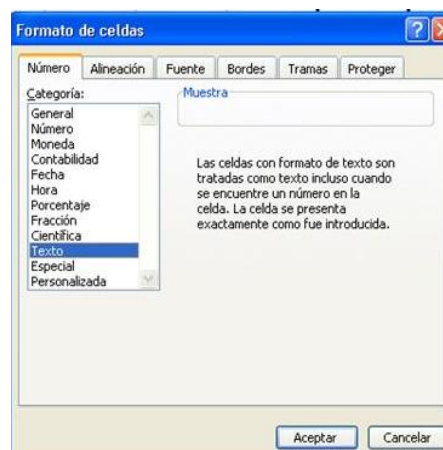 Formato de celdas
Número Alineación Fuente Bordes Tramas Proteger
Categoría:
General
Número
Moneda
Contabilidad
Fecha
Hora
Porcentaje
Fracción
Científica
Texto
Especial
Personalizada
Muestra
Las celdas con formato de texto son
tratadas como texto incluso cuando
se encuentre un número en la
celda. La celda se presenta
exactamente como fue introducida.
Aceptar Cancelar